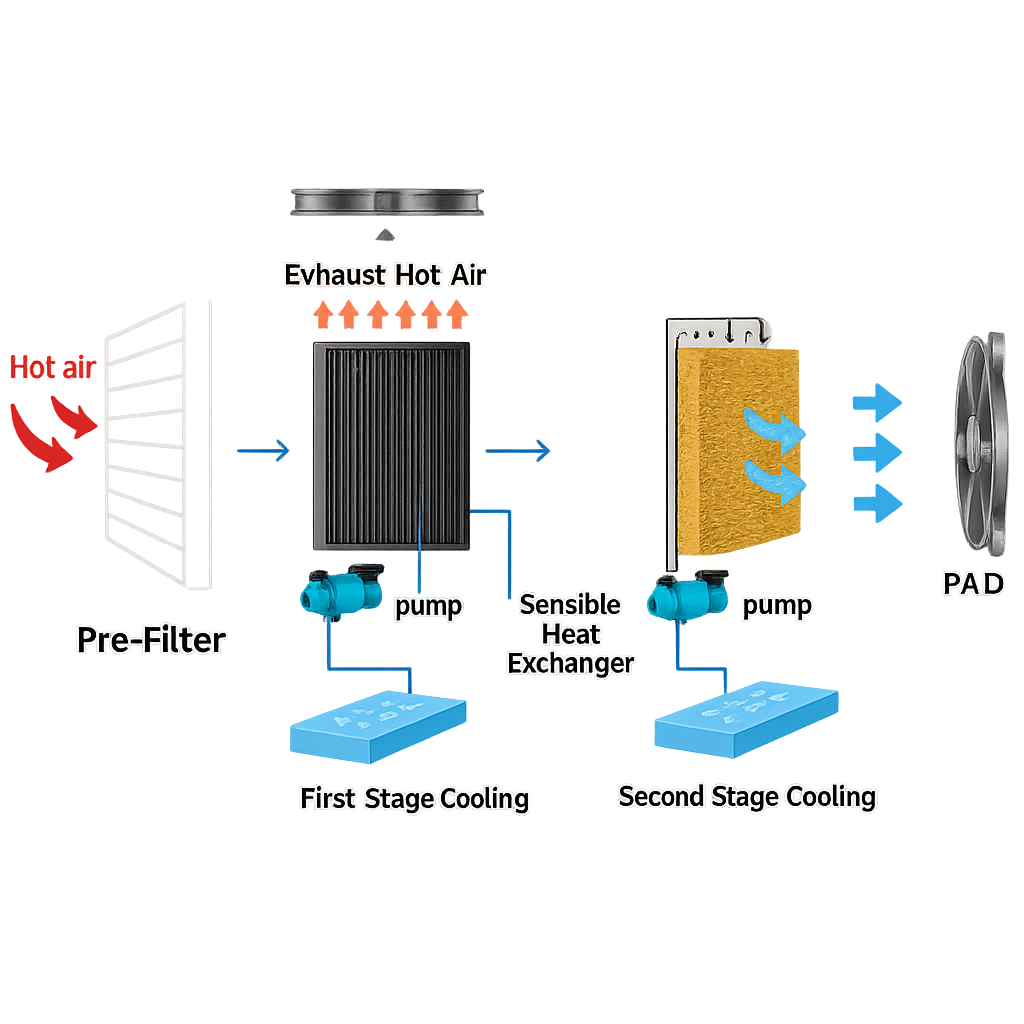 Evhaust Hot Air
Hot air
pump
Sensible
Heat
Exchanger
pump
PAD
Pre-Filter
First Stage Cooling
Second Stage Cooling